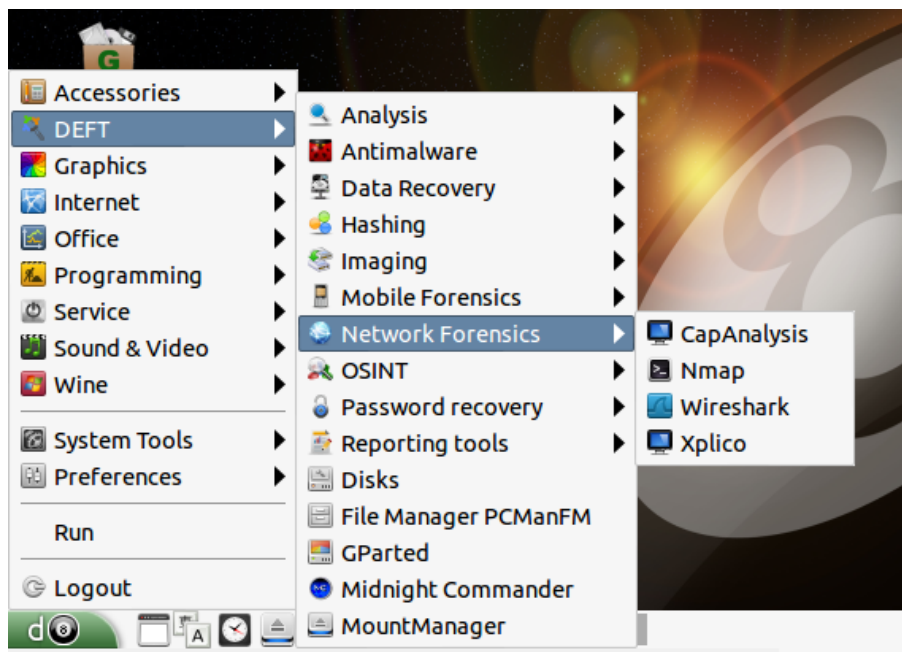 G
Accessories
DEFT
Graphics
Internet
Office
Programming
Service
Sound & Video
Wine
System Tools
Preferences
Run
Logout
Analysis
Antimalware
Data Recovery
Hashing
Imaging
Mobile Forensics
Network Forensics
OSINT
Password recovery
Reporting tools
Disks
File Manager PCManFM
GParted
Midnight Commander
MountManager
CapAnalysis
Nmap
Wireshark
Xplico
d8
A